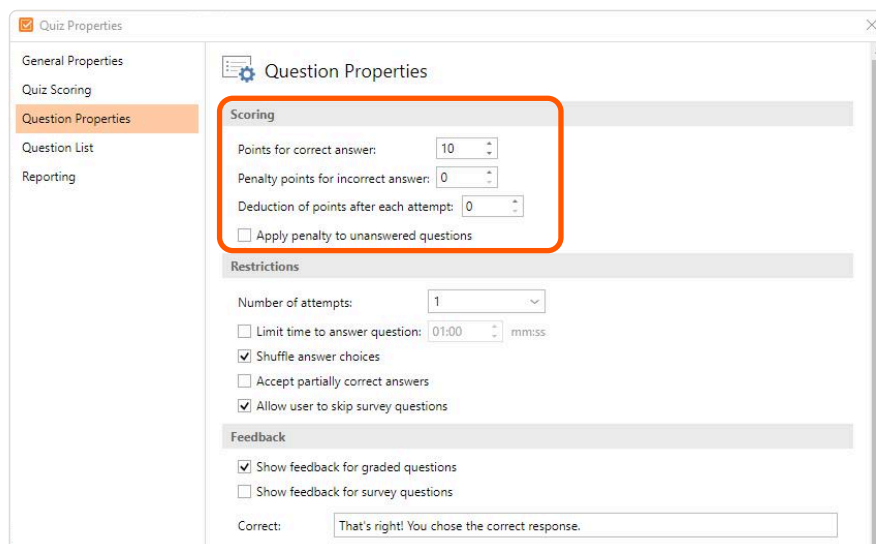 Quiz Properties
General Properties
Quiz Scoring
Question Properties
Question List
Reporting
Question Properties
Scoring
Points for correct answer: 10
Penalty points for incorrect answer: 0
Deduction of points after each attempt: 0
Apply penalty to unanswered questions
Restrictions
Number of attempts: 1
Limit time to answer question: 01:00 mm:ss
Shuffle answer choices
Accept partially correct answers
Allow user to skip survey questions
Feedback
Show feedback for graded questions
Show feedback for survey questions
Correct: That's right! You chose the correct response.